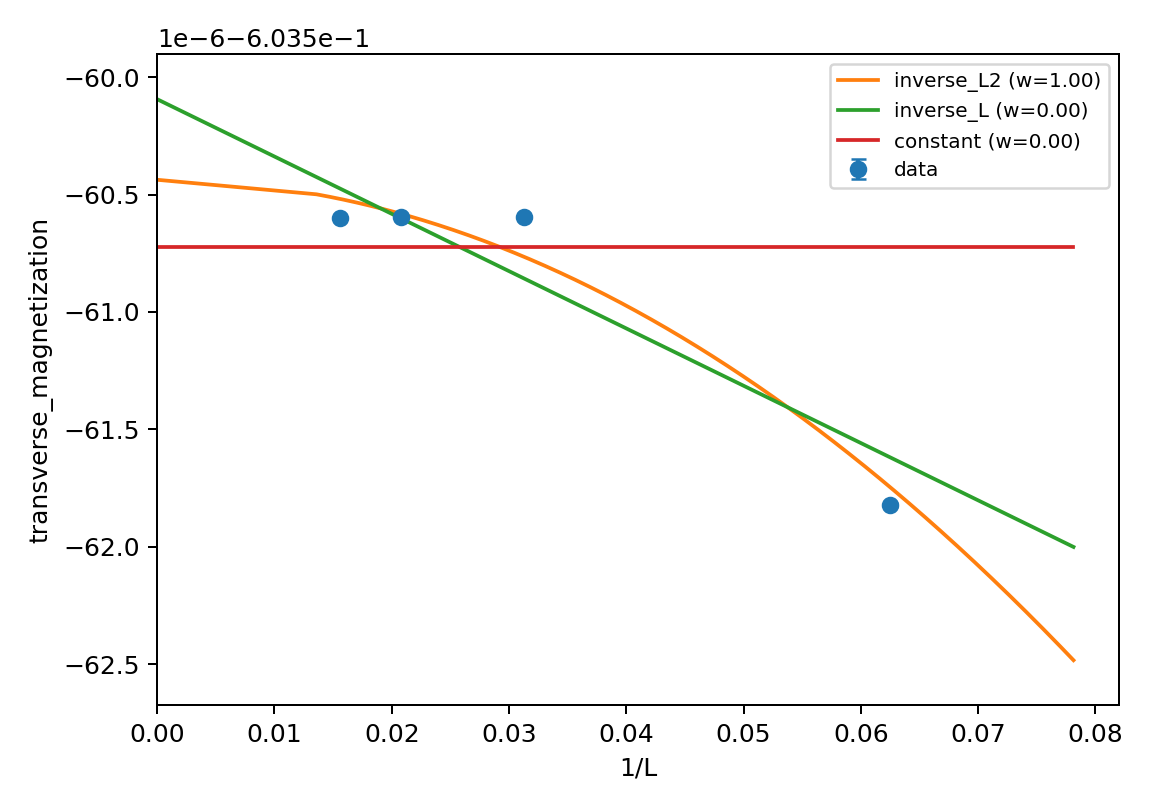 1e−6−6.035e−1
−60.0
−60.5
−61.0
−61.5
−62.0
−62.5
transverse_magnetization
0.00 0.01 0.02 0.03 0.04 0.05 0.06 0.07 0.08
1/L
inverse_L2 (w=1.00)
inverse_L (w=0.00)
constant (w=0.00)
data